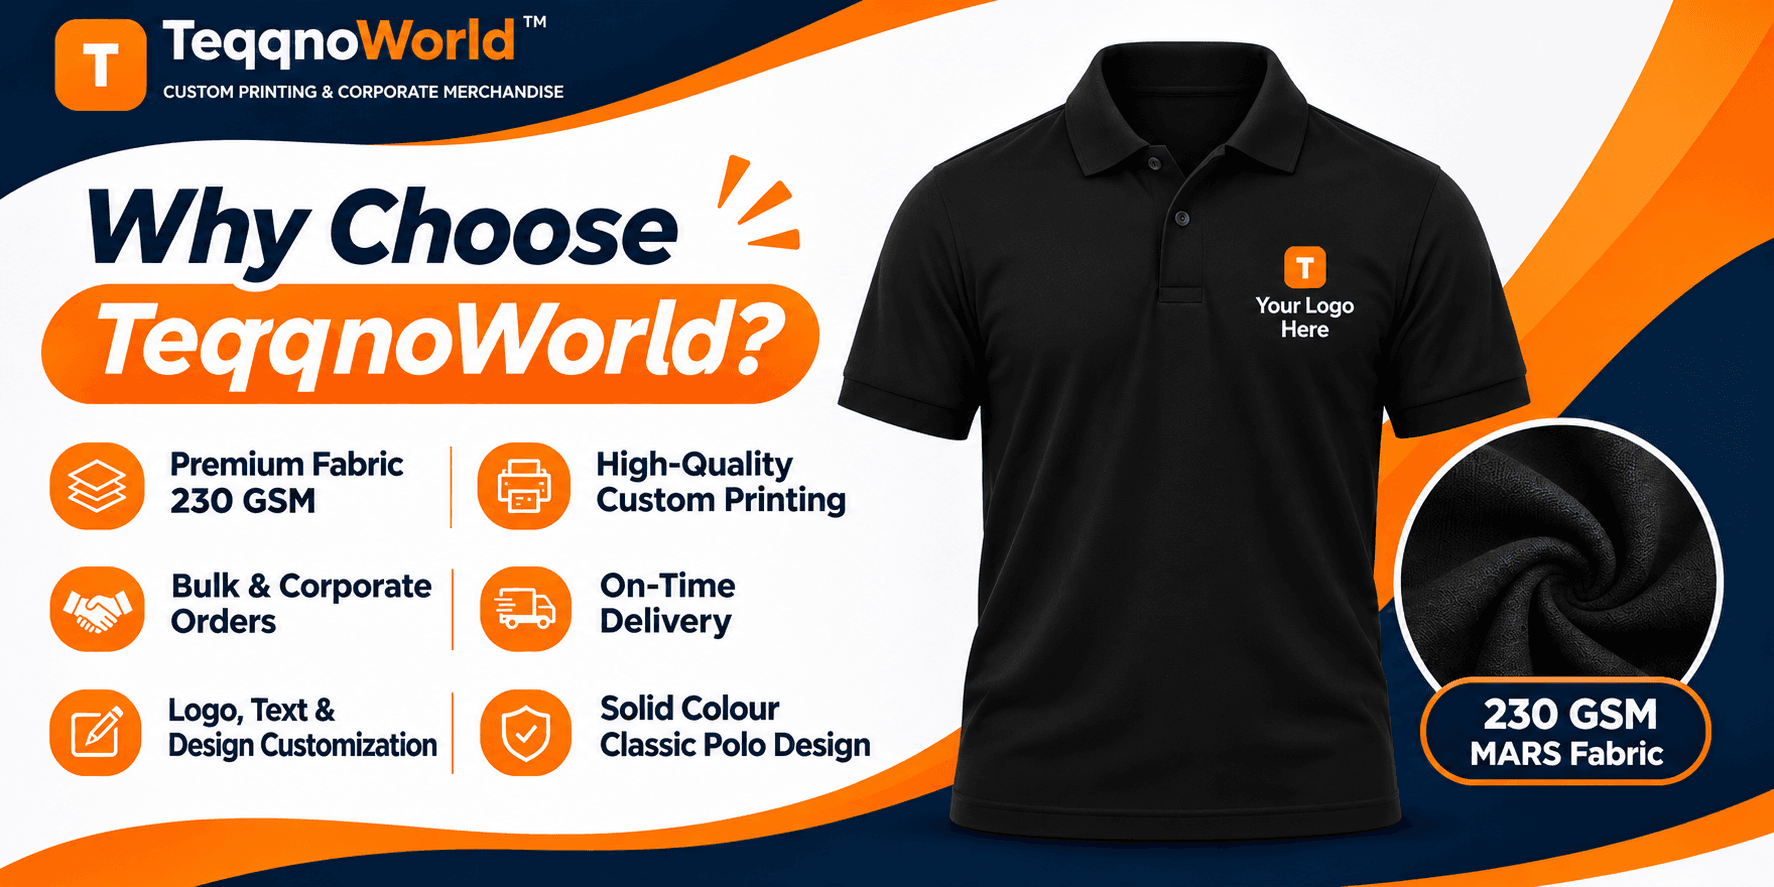 T
TeqqnoWorld™
CUSTOM PRINTING & CORPORATE MERCHANDISE
Why Choose
TeqqnoWorld?
Premium Fabric
230 GSM
High-Quality
Custom Printing
Bulk & Corporate
Orders
On-Time
Delivery
Logo, Text &
Design Customization
Solid Colour
Classic Polo Design
T
Your Logo
Here
230 GSM
MARS Fabric